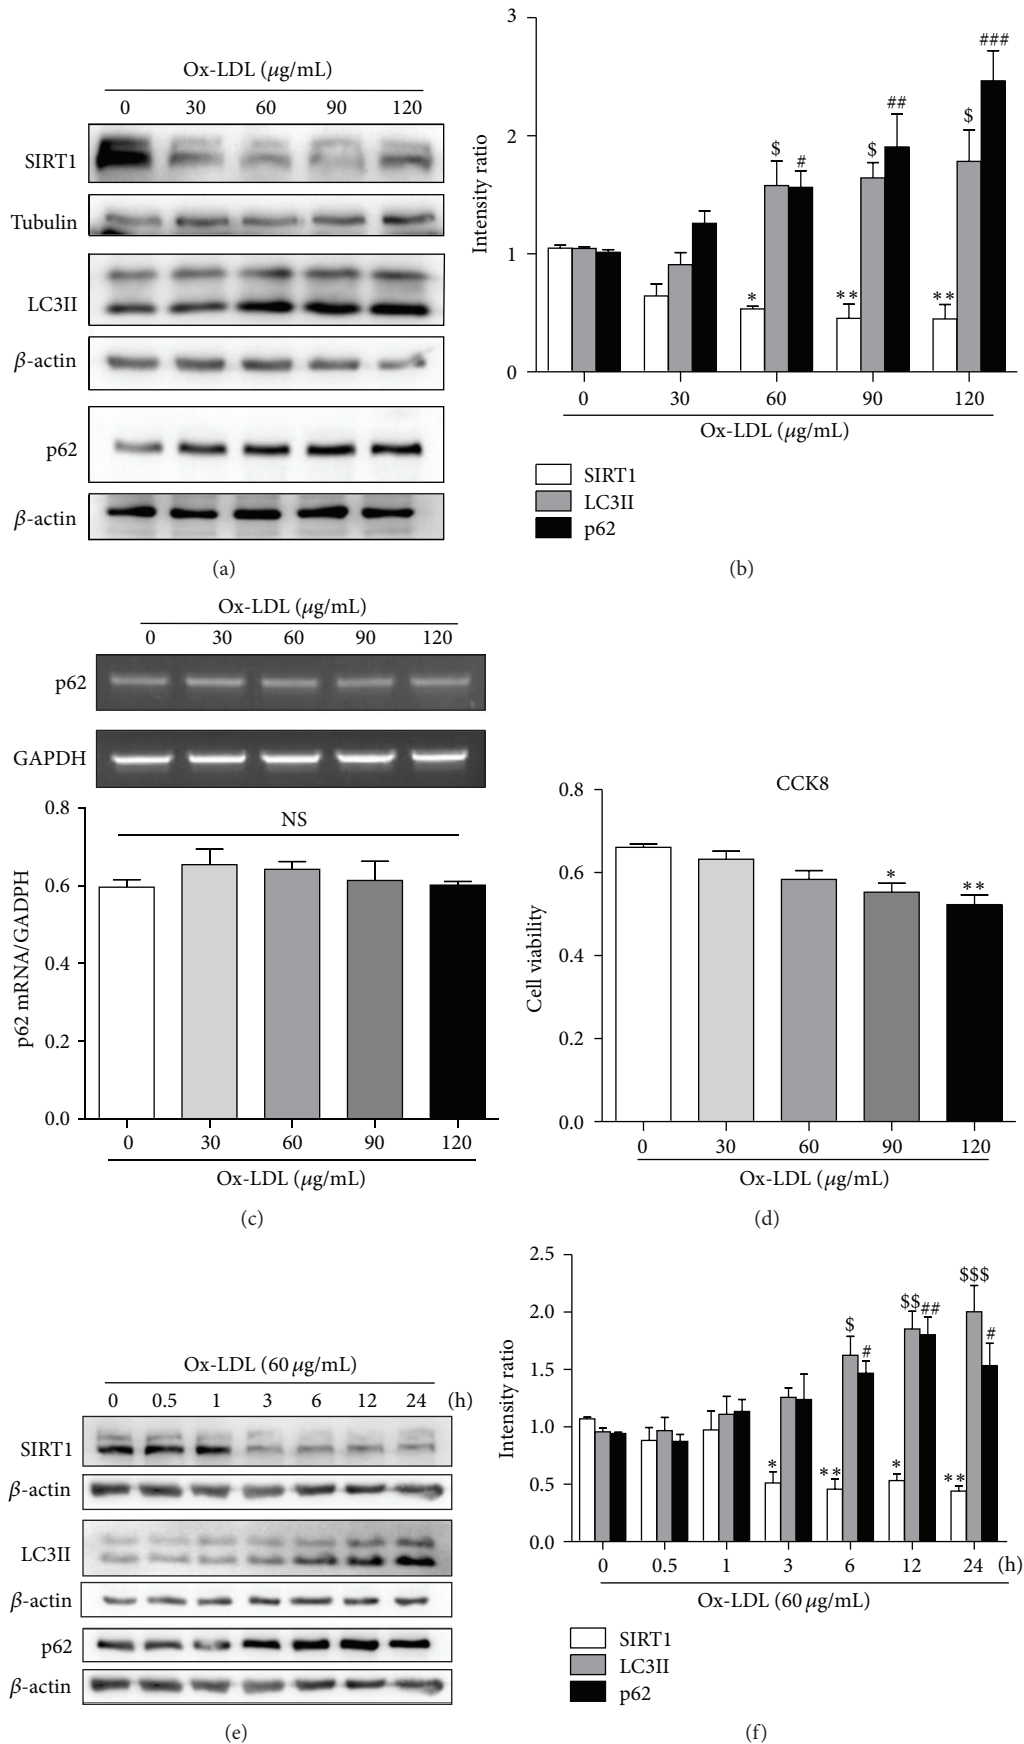 Ox-LDL (μg/mL)
0 30 60 90 120
SIRT1
Tubulin
LC3II
β-actin
p62
β-actin
(a)
3
2
1
0
Intensity ratio
* ** **
$ $ $
# ## ###
0 30 60 90 120
Ox-LDL (μg/mL)
SIRT1
LC3II
p62
(b)
Ox-LDL (μg/mL)
0 30 60 90 120
p62
GAPDH
0.8
0.6
0.4
0.2
0.0
p62 mRNA/GADPH
NS
0 30 60 90 120
Ox-LDL (μg/mL)
(c)
CCK8
0.8
0.6
0.4
0.2
0.0
Cell viability
* **
0 30 60 90 120
Ox-LDL (μg/mL)
(d)
Ox-LDL (60 μg/mL)
0 0.5 1 3 6 12 24 (h)
SIRT1
β-actin
LC3II
β-actin
p62
β-actin
(e)
2.5
2.0
1.5
1.0
0.5
0.0
Intensity ratio
* ** * **
$ $$ $$$
# ## #
0 0.5 1 3 6 12 24 (h)
Ox-LDL (60 μg/mL)
SIRT1
LC3II
p62
(f)